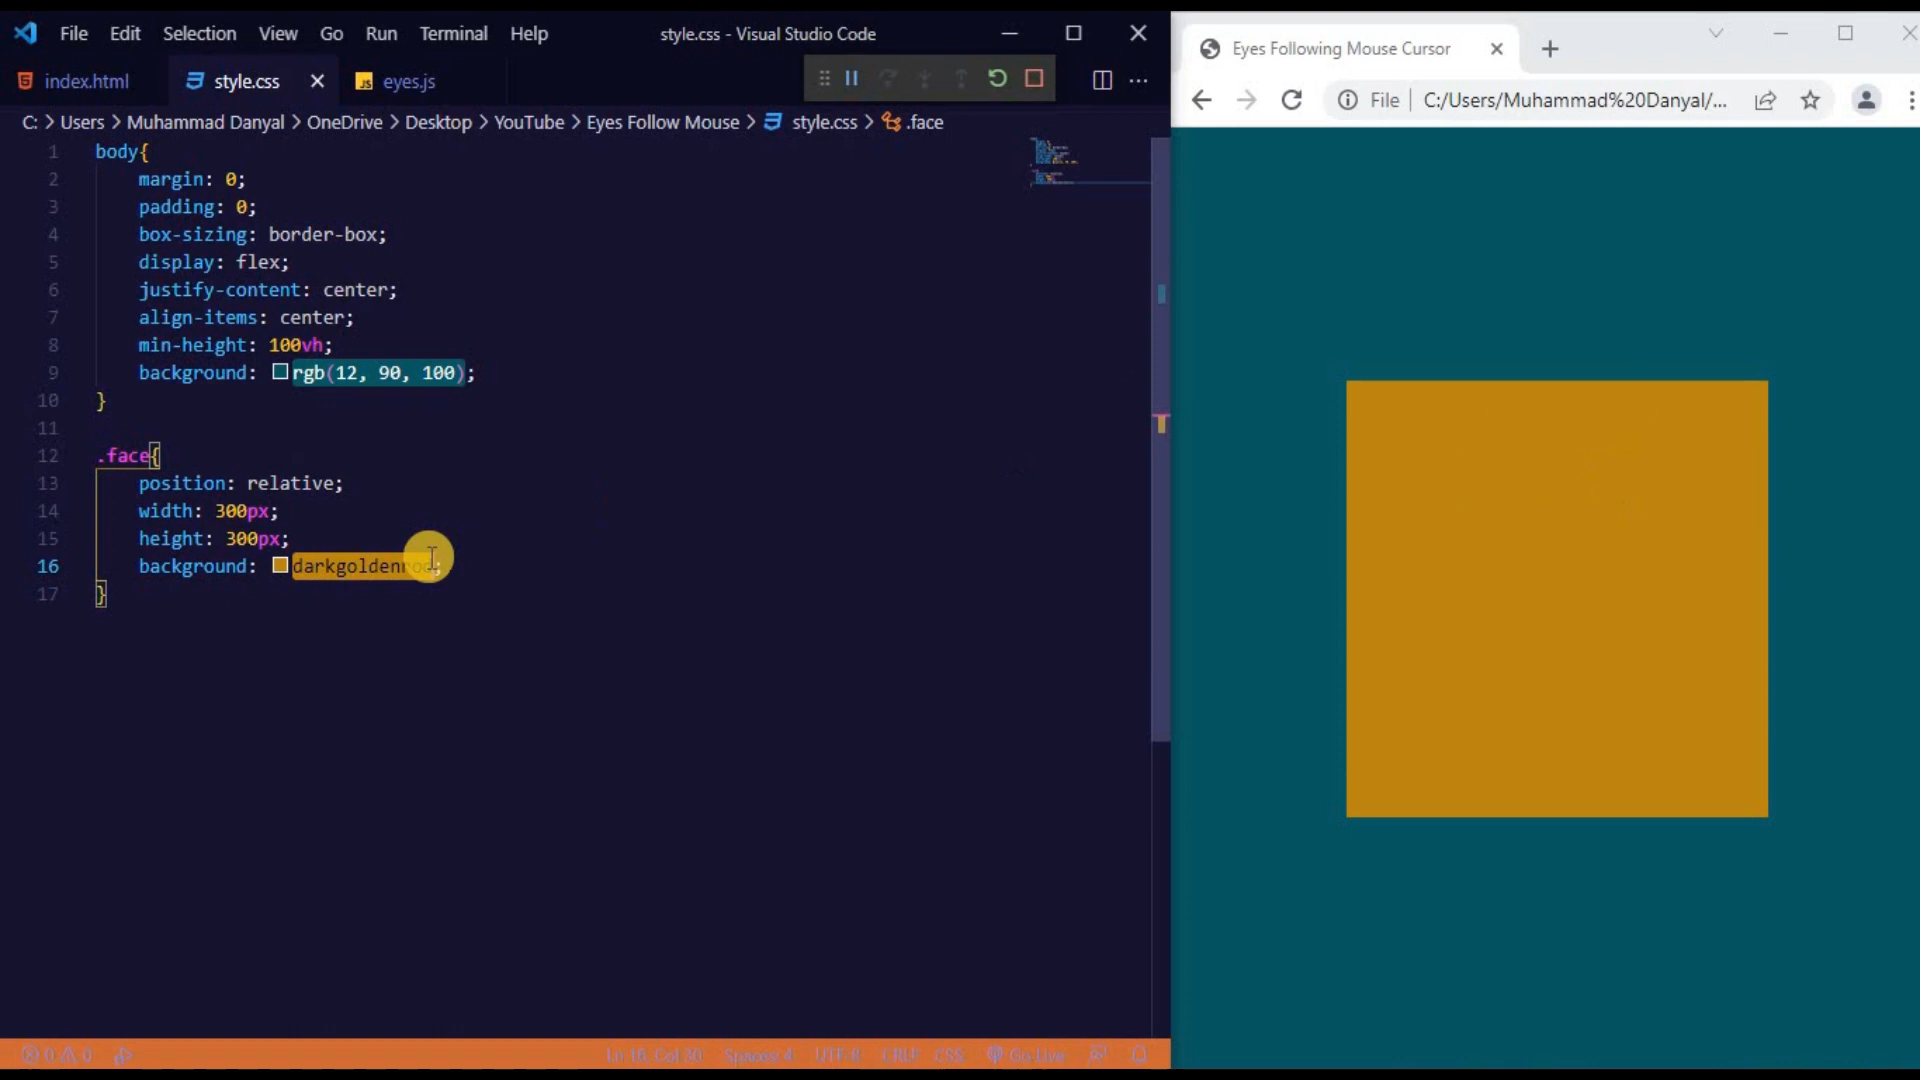 File Edit Selection View Go Run Terminal Help
style.css - Visual Studio Code
index.html style.css eyes.js
C: > Users > Muhammad Danyal > OneDrive > Desktop > YouTube > Eyes Follow Mouse > style.css > .face
1 body{
2 margin: 0;
3 padding: 0;
4 box-sizing: border-box;
5 display: flex;
6 justify-content: center;
7 align-items: center;
8 min-height: 100vh;
9 background: rgb(12, 90, 100);
10 }
11
12 .face{
13 position: relative;
14 width: 300px;
15 height: 300px;
16 background: darkgoldenrod;
17 }
0 0
Spaces: 4 UTF-8 CRLF CSS Go Live
Eyes Following Mouse Cursor
File C:/Users/Muhammad%20Danyal/...